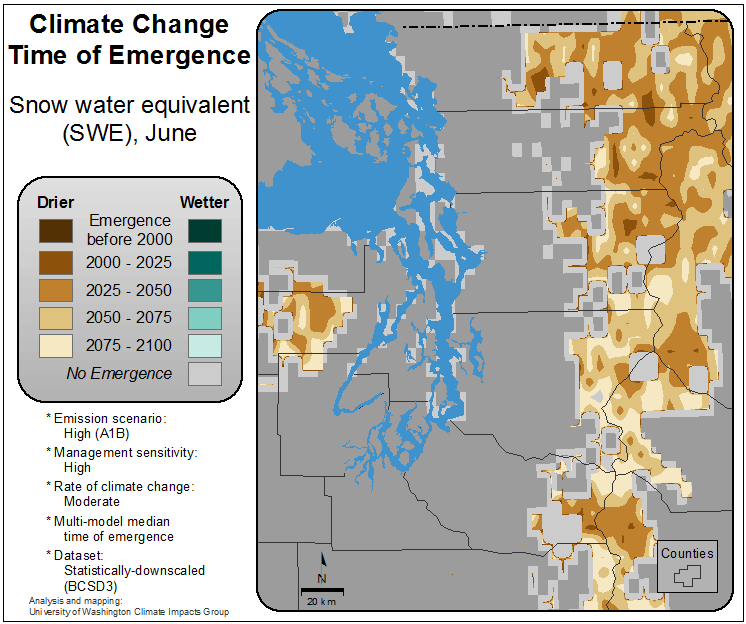 Climate Change
Time of Emergence
Snow water equivalent
(SWE), June
Drier Wetter
Emergence
before 2000
2000 - 2025
2025 - 2050
2050 - 2075
2075 - 2100
No Emergence
* Emission scenario:
High (A1B)
* Management sensitivity:
High
* Rate of climate change:
Moderate
* Multi-model median
time of emergence
* Dataset:
Statistically-downscaled
(BCSD3)
Analysis and mapping:
University of Washington Climate Impacts Group
N
20 km
Counties